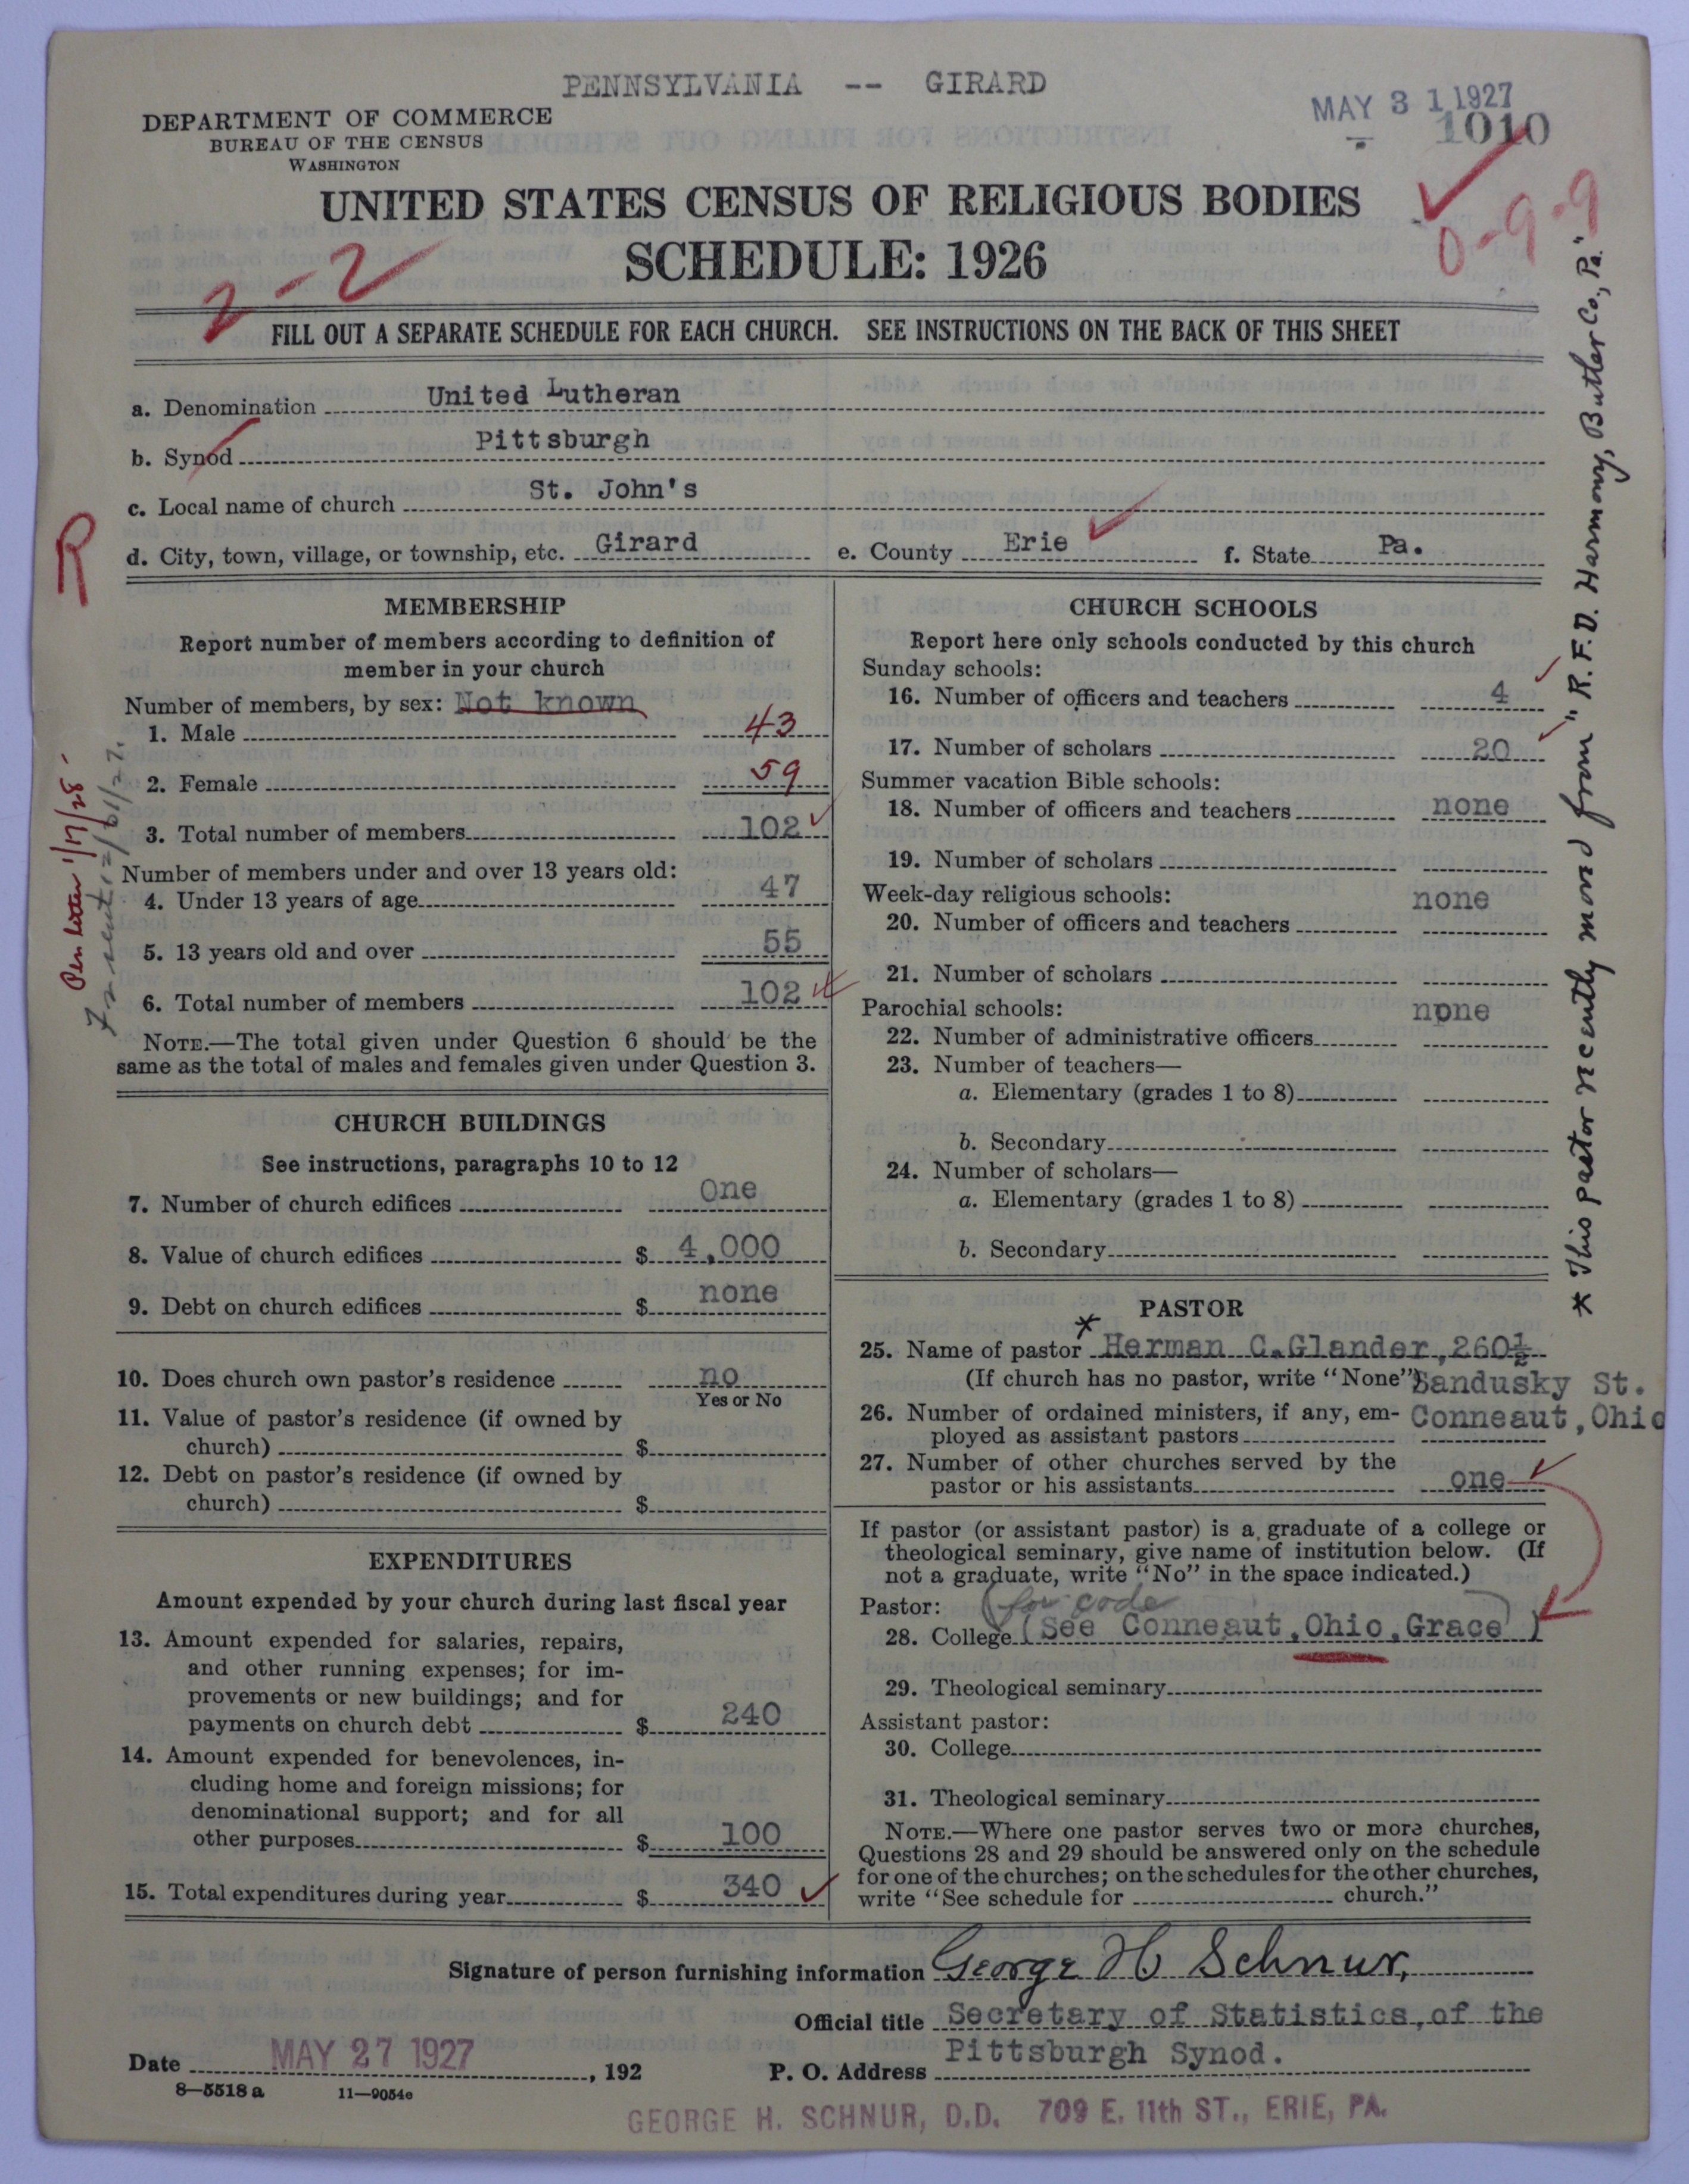 PENNSYLVANIA -- GIRARD
MAY 31 1927
1010
DEPARTMENT OF COMMERCE
BUREAU OF THE CENSUS
WASHINGTON
UNITED STATES CENSUS OF RELIGIOUS BODIES
SCHEDULE: 1926
2-2
0-9-9
FILL OUT A SEPARATE SCHEDULE FOR EACH CHURCH. SEE INSTRUCTIONS ON THE BACK OF THIS SHEET
a. Denomination United Lutheran
b. Synod Pittsburgh
c. Local name of church St. John's
d. City, town, village, or township, etc. Girard e. County Erie f. State Pa.
R
MEMBERSHIP
Report number of members according to definition of
member in your church
Number of members, by sex: Not known
1. Male 43
2. Female 59
3. Total number of members 102
Number of members under and over 13 years old:
4. Under 13 years of age 47
5. 13 years old and over 55
6. Total number of members 102
NOTE.—The total given under Question 6 should be the
same as the total of males and females given under Question 3.
Per letter 1/17/28
CHURCH BUILDINGS
See instructions, paragraphs 10 to 12
7. Number of church edifices One
8. Value of church edifices $ 4,000
9. Debt on church edifices $ none
10. Does church own pastor's residence no
Yes or No
11. Value of pastor's residence (if owned by
church) $
12. Debt on pastor's residence (if owned by
church) $
EXPENDITURES
Amount expended by your church during last fiscal year
13. Amount expended for salaries, repairs,
and other running expenses; for im-
provements or new buildings; and for
payments on church debt $ 240
14. Amount expended for benevolences, in-
cluding home and foreign missions; for
denominational support; and for all
other purposes $ 100
15. Total expenditures during year $ 340
CHURCH SCHOOLS
Report here only schools conducted by this church
Sunday schools:
16. Number of officers and teachers 4
17. Number of scholars 20
Summer vacation Bible schools:
18. Number of officers and teachers none
19. Number of scholars
Week-day religious schools: none
20. Number of officers and teachers
21. Number of scholars
Parochial schools: none
22. Number of administrative officers
23. Number of teachers—
a. Elementary (grades 1 to 8)
b. Secondary
24. Number of scholars—
a. Elementary (grades 1 to 8)
b. Secondary
PASTOR
25. Name of pastor * Herman C. Glander, 260½
(If church has no pastor, write "None") Sandusky St.
26. Number of ordained ministers, if any, em- Conneaut, Ohio
ployed as assistant pastors
27. Number of other churches served by the
pastor or his assistants one
If pastor (or assistant pastor) is a graduate of a college or
theological seminary, give name of institution below. (If
not a graduate, write "No" in the space indicated.)
Pastor: (for code)
28. College (See Conneaut, Ohio, Grace)
29. Theological seminary
Assistant pastor:
30. College
31. Theological seminary
NOTE.—Where one pastor serves two or more churches,
Questions 28 and 29 should be answered only on the schedule
for one of the churches; on the schedules for the other churches,
write "See schedule for church."
* This pastor recently moved from "R.F.D. Harmony, Butler Co., Pa."
Signature of person furnishing information George H Schnur,
Official title Secretary of Statistics, of the
Pittsburgh Synod.
Date MAY 27 1927, 192 P. O. Address
8—5518 a 11—9054e
GEORGE H. SCHNUR, D.D. 709 E. 11th ST., ERIE, PA.